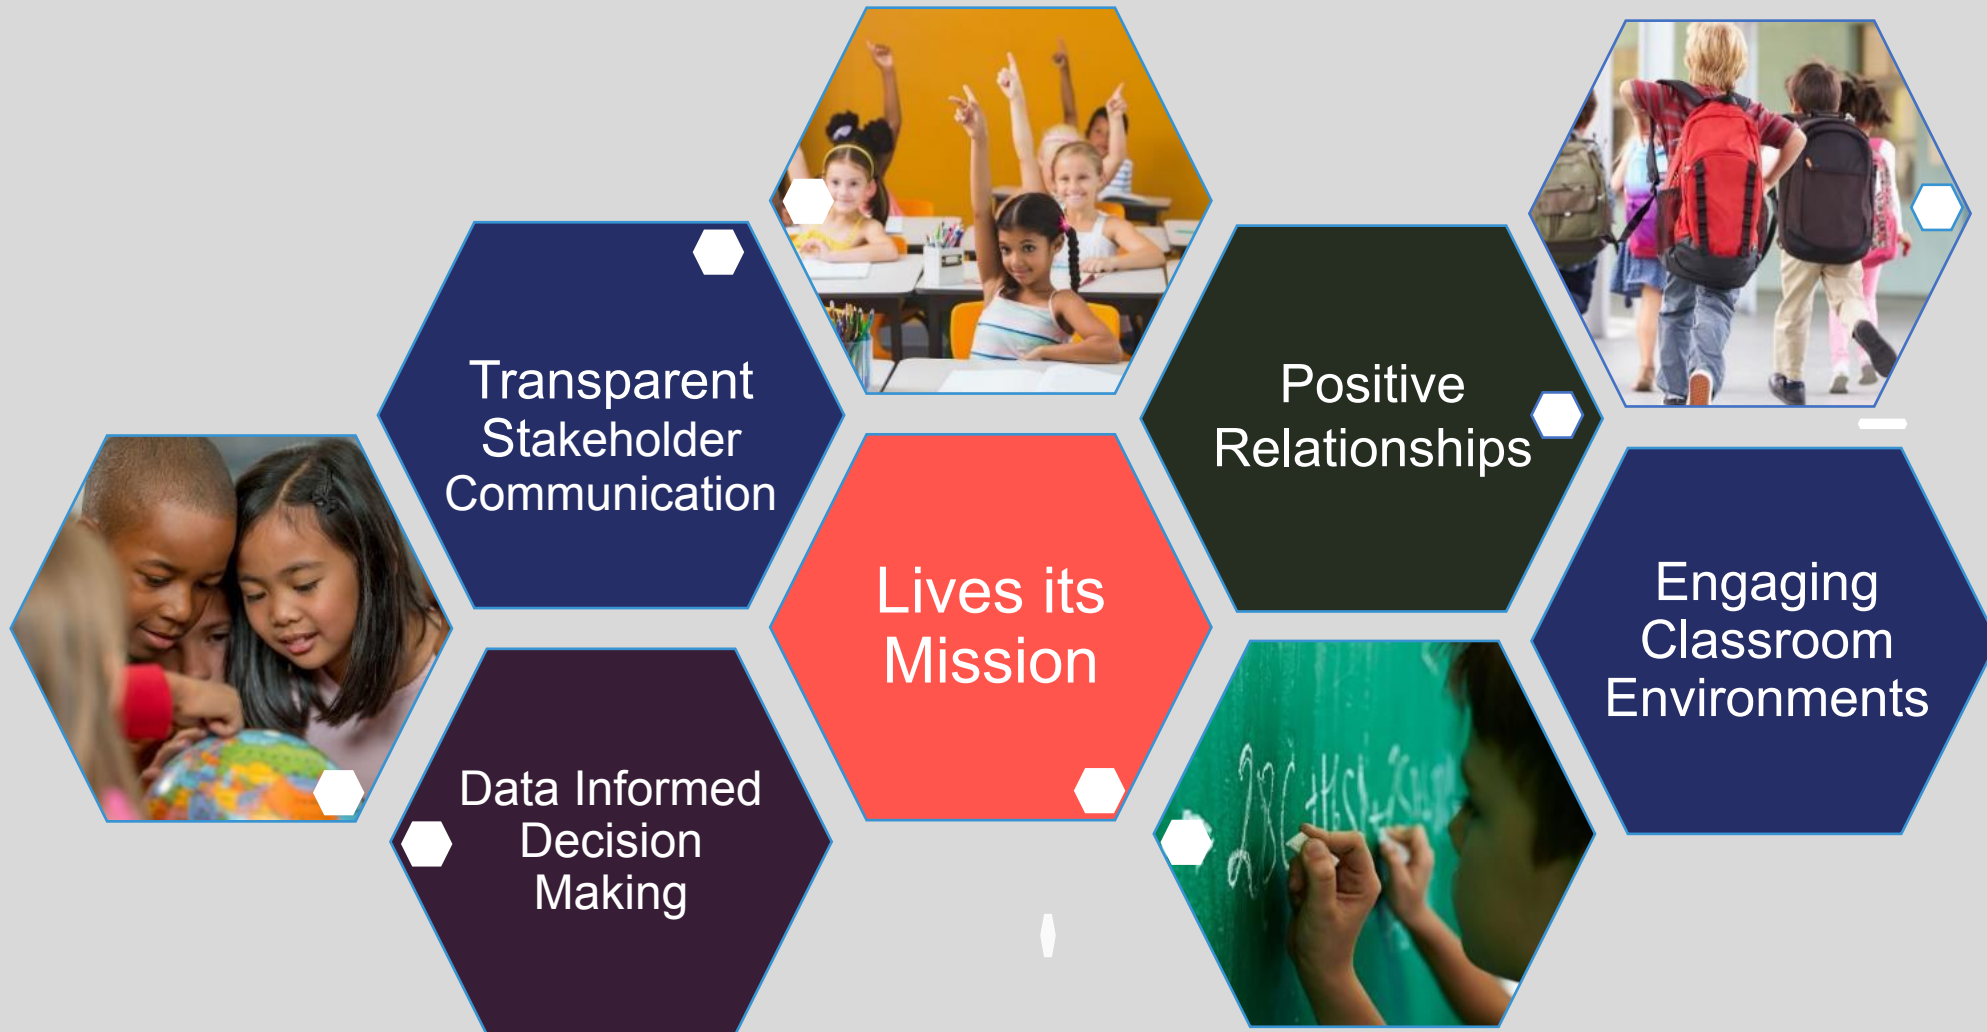 Transparent
Stakeholder
Communication
Positive
Relationships
Lives its
Mission
Engaging
Classroom
Environments
Data Informed
Decision
Making